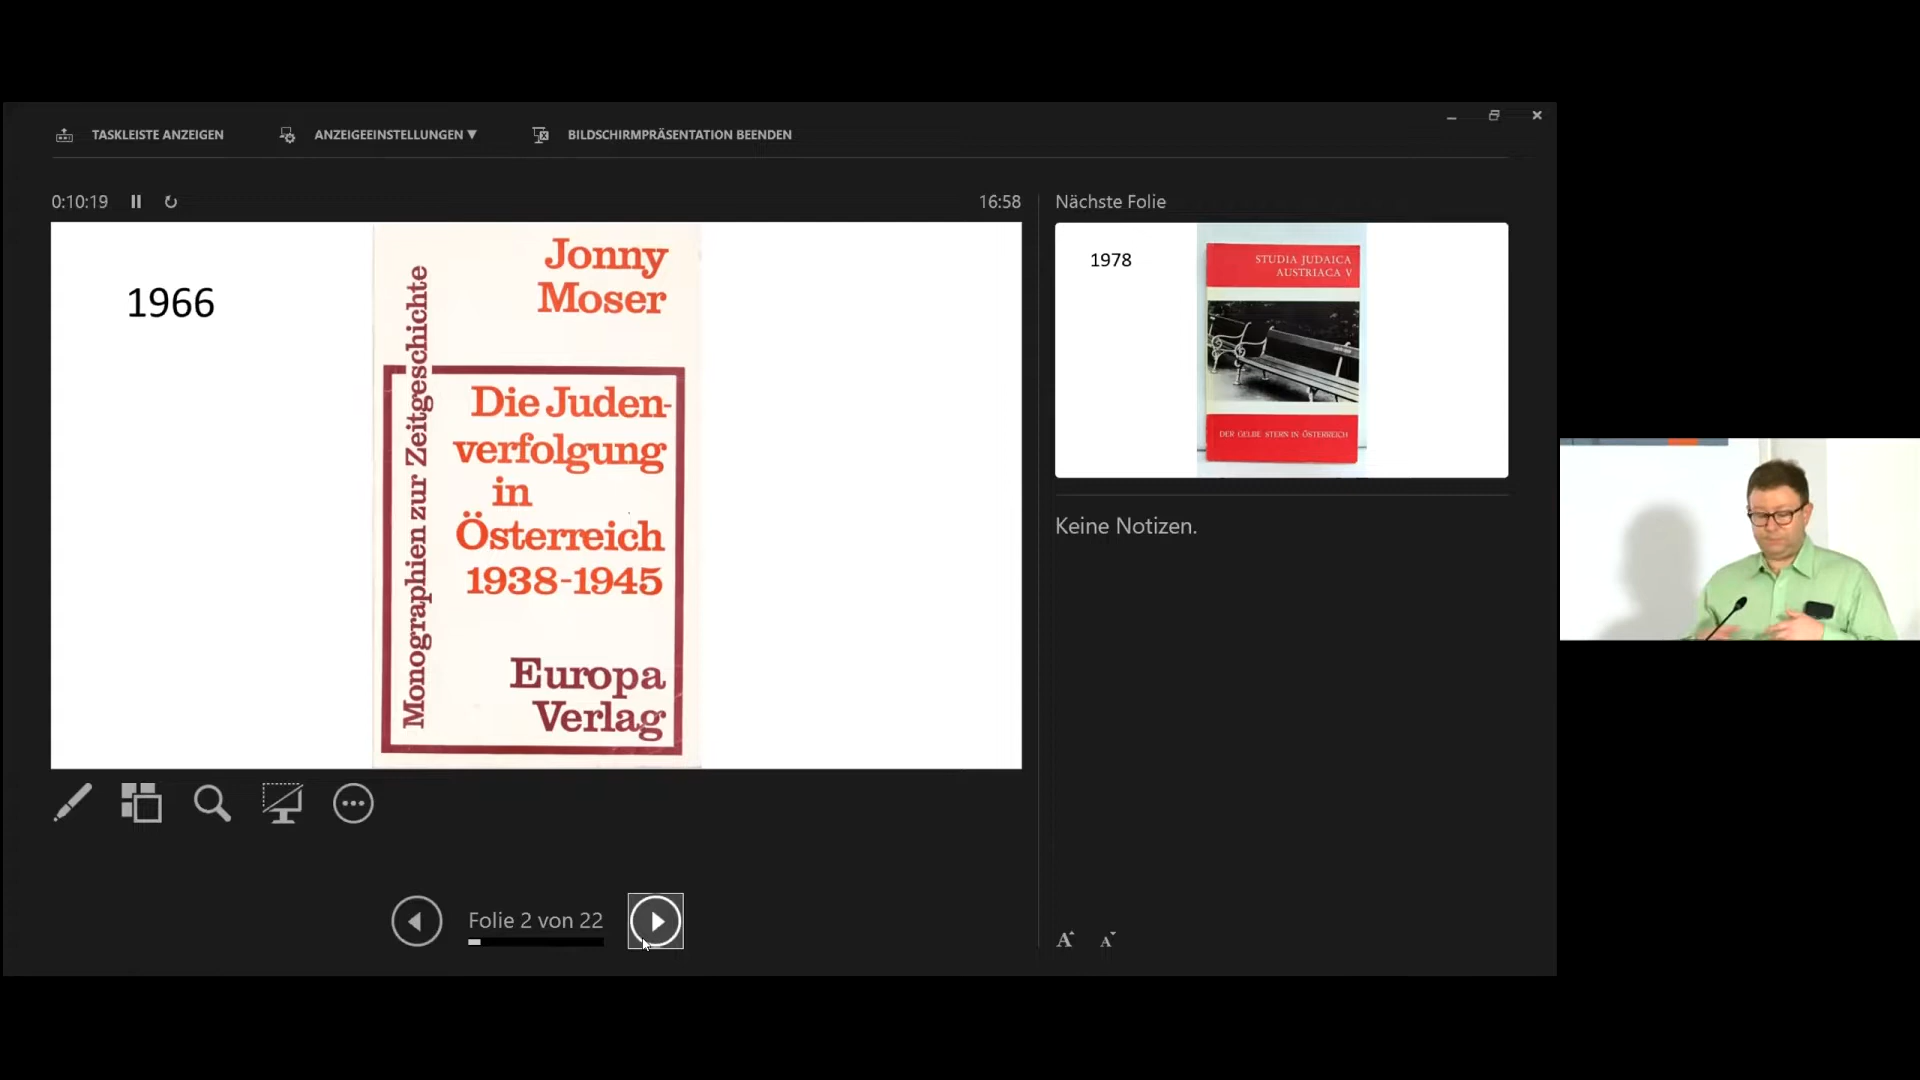 TASKLEISTE ANZEIGEN
ANZEIGEEINSTELLUNGEN ▼
BILDSCHIRMPRÄSENTATION BEENDEN
0:10:19
16:58
1966
Jonny
Moser
Monographien zur Zeitgeschichte
Die Juden-
verfolgung
in
Österreich
1938-1945
Europa
Verlag
Folie 2 von 22
Nächste Folie
1978
STUDIA JUDAICA
AUSTRIACA V
DER GELBE STERN IN ÖSTERREICH
Keine Notizen.
A
A